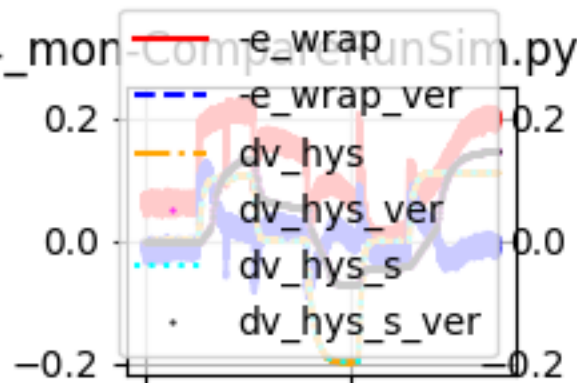 _mon-CompareRunSim.py
-e_wrap
-e_wrap_ver
0.2 0.2
dv_hys
dv_hys_ver
0.0 0.0
dv_hys_s
dv_hys_s_ver
−0.2 −0.2